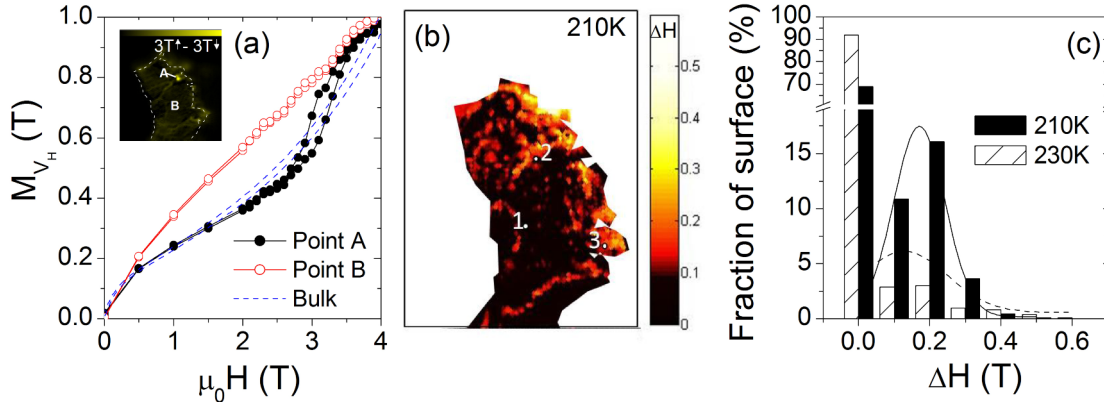 (a)
3T↑- 3T↓
A
B
M_{V_H} (T)
1.0
0.8
0.6
0.4
0.2
0.0
Point A
Point B
Bulk
0 1 2 3 4
μ₀H (T)
(b)
210K
1.
.2
3.
ΔH
0.5
0.4
0.3
0.2
0.1
0
(c)
Fraction of surface (%)
100
90
80
70
15
10
5
0
210K
230K
0.0 0.2 0.4 0.6
ΔH (T)